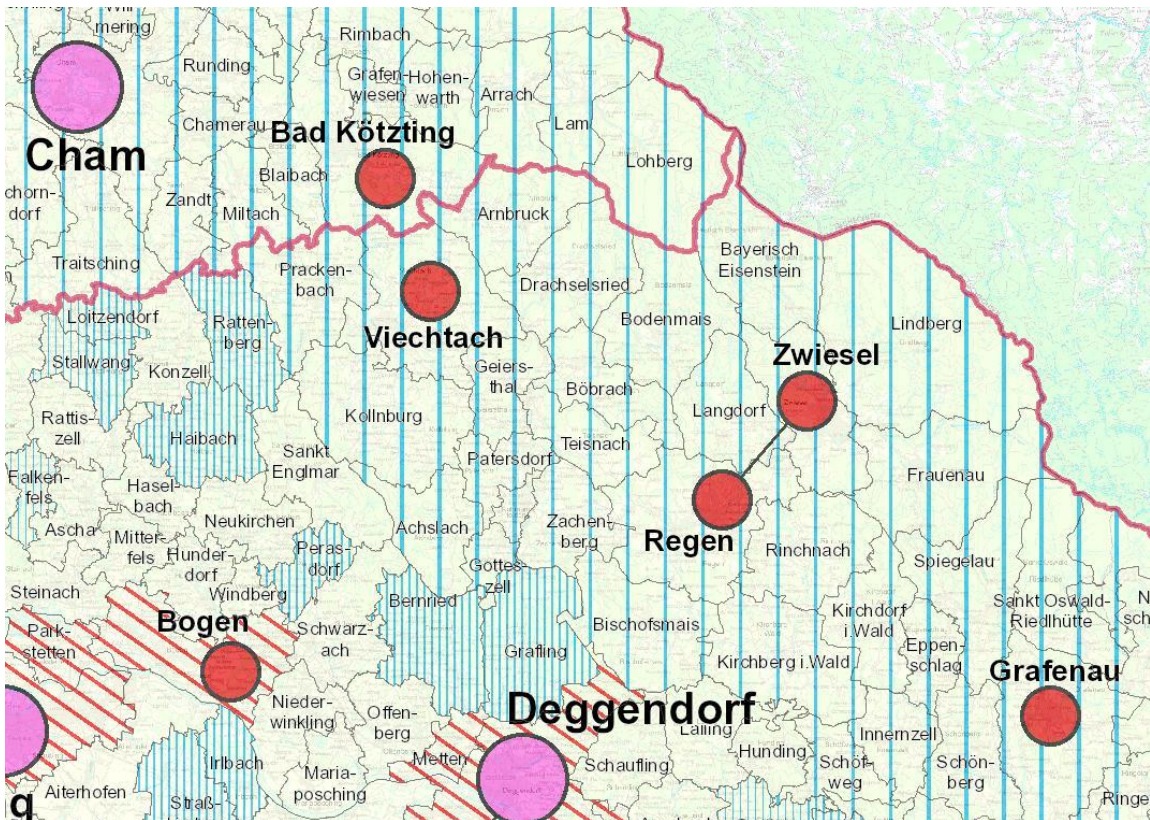 Will-
mering
Rimbach
Runding
Grafen-
wiesen
Hohen-
warth
Arrach
Lam
Chamerau
Bad Kötzting
Cham
Blaibach
Lohberg
chorn-
dorf
Zandt
Miltach
Arnbruck
Traitsching
Bayerisch
Eisenstein
Pracken-
bach
Drachselsried
Loitzendorf
Ratten-
berg
Viechtach
Bodenmais
Lindberg
Stallwang
Konzell
Geiers-
thal
Zwiesel
Böbrach
Rattis-
zell
Kollnburg
Langdorf
Haibach
Teisnach
Sankt
Englmar
Patersdorf
Falken-
fels
Frauenau
Hasel-
bach
Ascha
Mitter-
fels
Neukirchen
Achslach
Zachen-
berg
Regen
Rinchnach
Hunder-
dorf
Peras-
dorf
Spiegelau
Gottes-
zell
Steinach
Windberg
Bernried
Sankt Oswald-
Riedlhütte
N
sch
Park-
stetten
Bogen
Schwarz-
ach
Bischofsmais
Kirchdorf
i.Wald
Grafling
Kirchberg i.Wald
Eppen-
schlag
Grafenau
Nieder-
winkling
Offen-
berg
Deggendorf
Lalling
Innernzell
Hunding
Irlbach
Metten
Schaufling
Schöf-
weg
Schön-
berg
Maria-
posching
Aiterhofen
Straß-
Ringe
g